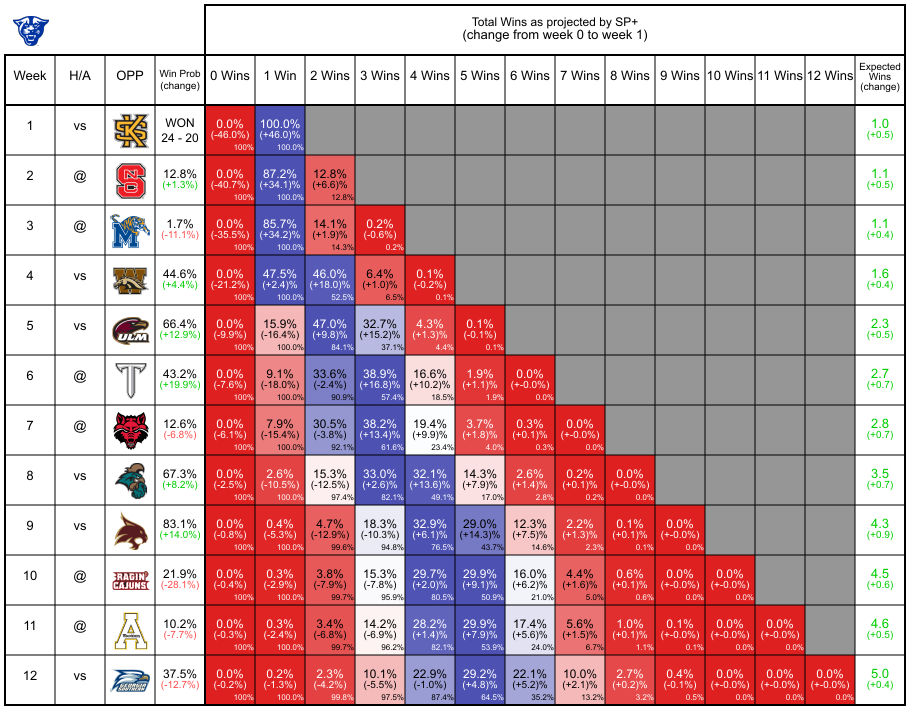 Total Wins as projected by SP+
(change from week 0 to week 1)
Week H/A OPP Win Prob (change) 0 Wins 1 Win 2 Wins 3 Wins 4 Wins 5 Wins 6 Wins 7 Wins 8 Wins 9 Wins 10 Wins 11 Wins 12 Wins Expected Wins (change)
1 vs KS WON 0.0% 100.0% 1.0
24 - 20 (-46.0%) (+46.0)% (+0.5)
100% 100.0%
2 @ S 12.8% 0.0% 87.2% 12.8% 1.1
(+1.3%) (-40.7%) (+34.1)% (+6.6)% (+0.5)
100% 100.0% 12.8%
3 @ M 1.7% 0.0% 85.7% 14.1% 0.2% 1.1
(-11.1%) (-35.5%) (+34.2)% (+1.9)% (-0.6%) (+0.4)
100% 100.0% 14.3% 0.2%
4 vs W 44.6% 0.0% 47.5% 46.0% 6.4% 0.1% 1.6
(+4.4%) (-21.2%) (+2.4)% (+18.0)% (+1.0)% (-0.2%) (+0.4)
100% 100.0% 52.5% 6.5% 0.1%
5 vs ULM 66.4% 0.0% 15.9% 47.0% 32.7% 4.3% 0.1% 2.3
(+12.9%) (-9.9%) (-16.4%) (+9.8)% (+15.2)% (+1.3)% (-0.1%) (+0.5)
100% 100.0% 84.1% 37.1% 4.4% 0.1%
6 @ T 43.2% 0.0% 9.1% 33.6% 38.9% 16.6% 1.9% 0.0% 2.7
(+19.9%) (-7.6%) (-18.0%) (-2.4%) (+16.8)% (+10.2)% (+1.1)% (+-0.0%) (+0.7)
100% 100.0% 90.9% 57.4% 18.5% 1.9% 0.0%
7 @ 12.6% 0.0% 7.9% 30.5% 38.2% 19.4% 3.7% 0.3% 0.0% 2.8
(-6.8%) (-6.1%) (-15.4%) (-3.8%) (+13.4)% (+9.9)% (+1.8)% (+0.1)% (+-0.0%) (+0.7)
100% 100.0% 92.1% 61.6% 23.4% 4.0% 0.3% 0.0%
8 vs 67.3% 0.0% 2.6% 15.3% 33.0% 32.1% 14.3% 2.6% 0.2% 0.0% 3.5
(+8.2%) (-2.5%) (-10.5%) (-12.5%) (+2.6)% (+13.6)% (+7.9)% (+1.4)% (+0.1)% (+-0.0%) (+0.7)
100% 100.0% 97.4% 82.1% 49.1% 17.0% 2.8% 0.2% 0.0%
9 vs 83.1% 0.0% 0.4% 4.7% 18.3% 32.9% 29.0% 12.3% 2.2% 0.1% 0.0% 4.3
(+14.0%) (-0.8%) (-5.3%) (-12.9%) (-10.3%) (+6.1)% (+14.3)% (+7.5)% (+1.3)% (+0.1)% (+-0.0%) (+0.9)
100% 100.0% 99.6% 94.8% 76.5% 43.7% 14.6% 2.3% 0.1% 0.0%
10 @ RAGIN' CAJUNS 21.9% 0.0% 0.3% 3.8% 15.3% 29.7% 29.9% 16.0% 4.4% 0.6% 0.0% 0.0% 4.5
(-28.1%) (-0.4%) (-2.9%) (-7.9%) (-7.8%) (+2.0)% (+9.1)% (+6.2)% (+1.6)% (+0.1)% (+-0.0%) (+-0.0%) (+0.6)
100% 100.0% 99.7% 95.9% 80.5% 50.9% 21.0% 5.0% 0.6% 0.0% 0.0%
11 @ A 10.2% 0.0% 0.3% 3.4% 14.2% 28.2% 29.9% 17.4% 5.6% 1.0% 0.1% 0.0% 0.0% 4.6
(-7.7%) (-0.3%) (-2.4%) (-6.8%) (-6.9%) (+1.4)% (+7.9)% (+5.6)% (+1.5)% (+0.1)% (+-0.0%) (+-0.0%) (+-0.0%) (+0.5)
100% 100.0% 99.7% 96.2% 82.1% 53.9% 24.0% 6.7% 1.1% 0.1% 0.0% 0.0%
12 vs GEORGIA SOUTHERN 37.5% 0.0% 0.2% 2.3% 10.1% 22.9% 29.2% 22.1% 10.0% 2.7% 0.4% 0.0% 0.0% 0.0% 5.0
(-12.7%) (-0.2%) (-1.3%) (-4.2%) (-5.5%) (-1.0%) (+4.8)% (+5.2)% (+2.1)% (+0.2)% (-0.1%) (+-0.0%) (+-0.0%) (+-0.0%) (+0.4)
100% 100.0% 99.8% 97.5% 87.4% 64.5% 35.2% 13.2% 3.2% 0.5% 0.0% 0.0% 0.0%